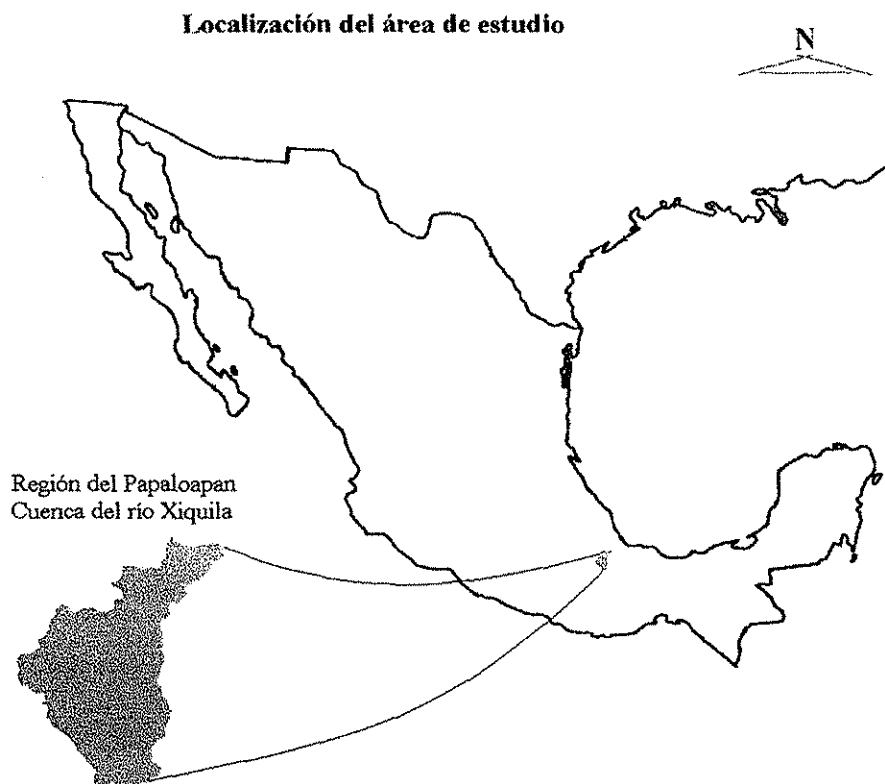 Localización del área de estudio
N
Región del Papaloapan
Cuenca del río Xiquila